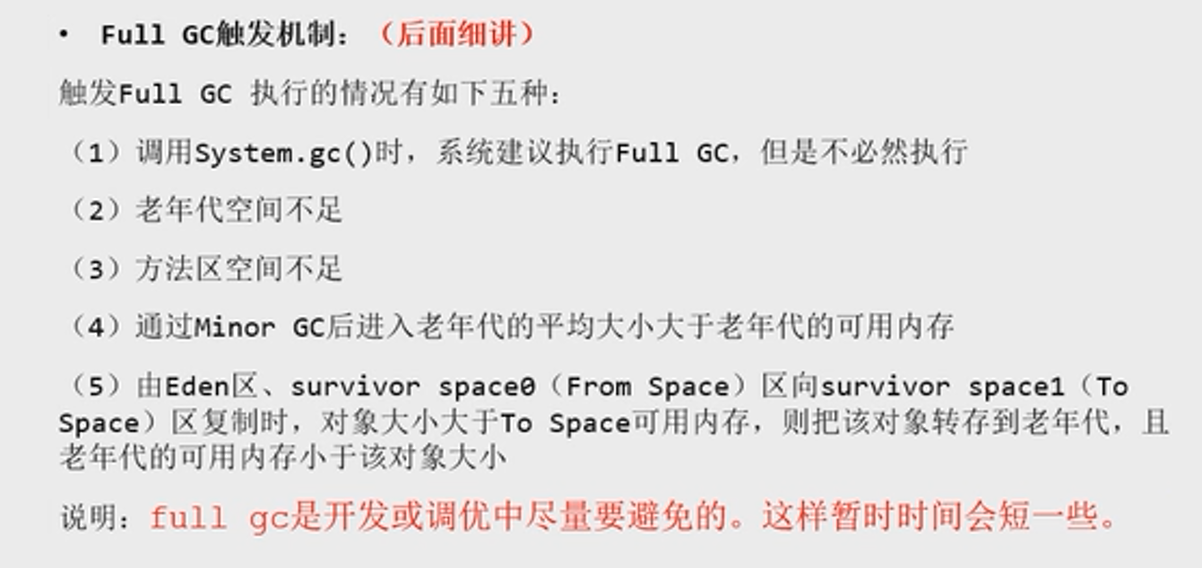 • Full GC触发机制：（后面细讲）
触发Full GC 执行的情况有如下五种：
（1）调用System.gc()时，系统建议执行Full GC，但是不必然执行
（2）老年代空间不足
（3）方法区空间不足
（4）通过Minor GC后进入老年代的平均大小大于老年代的可用内存
（5）由Eden区、survivor space0（From Space）区向survivor space1（To
Space）区复制时，对象大小大于To Space可用内存，则把该对象转存到老年代，且
老年代的可用内存小于该对象大小
说明：full gc是开发或调优中尽量要避免的。这样暂时时间会短一些。